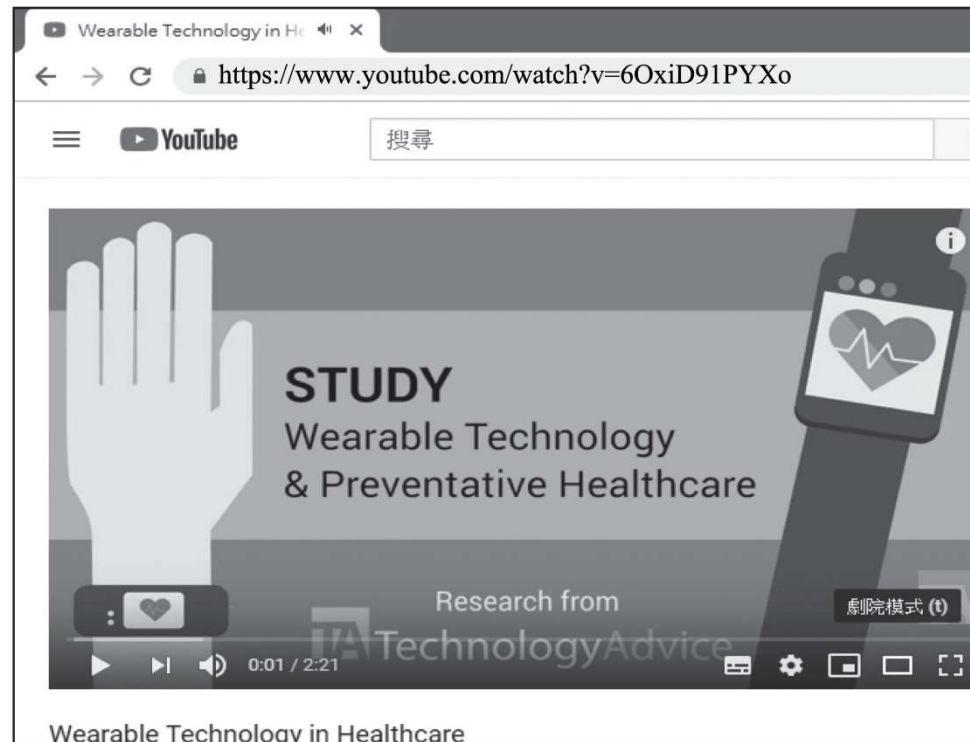 Wearable Technology in He
https://www.youtube.com/watch?v=6OxiD91PYXo
YouTube
搜尋
STUDY
Wearable Technology
& Preventative Healthcare
Research from
TA TechnologyAdvice
劇院模式 (t)
0:01 / 2:21
Wearable Technology in Healthcare